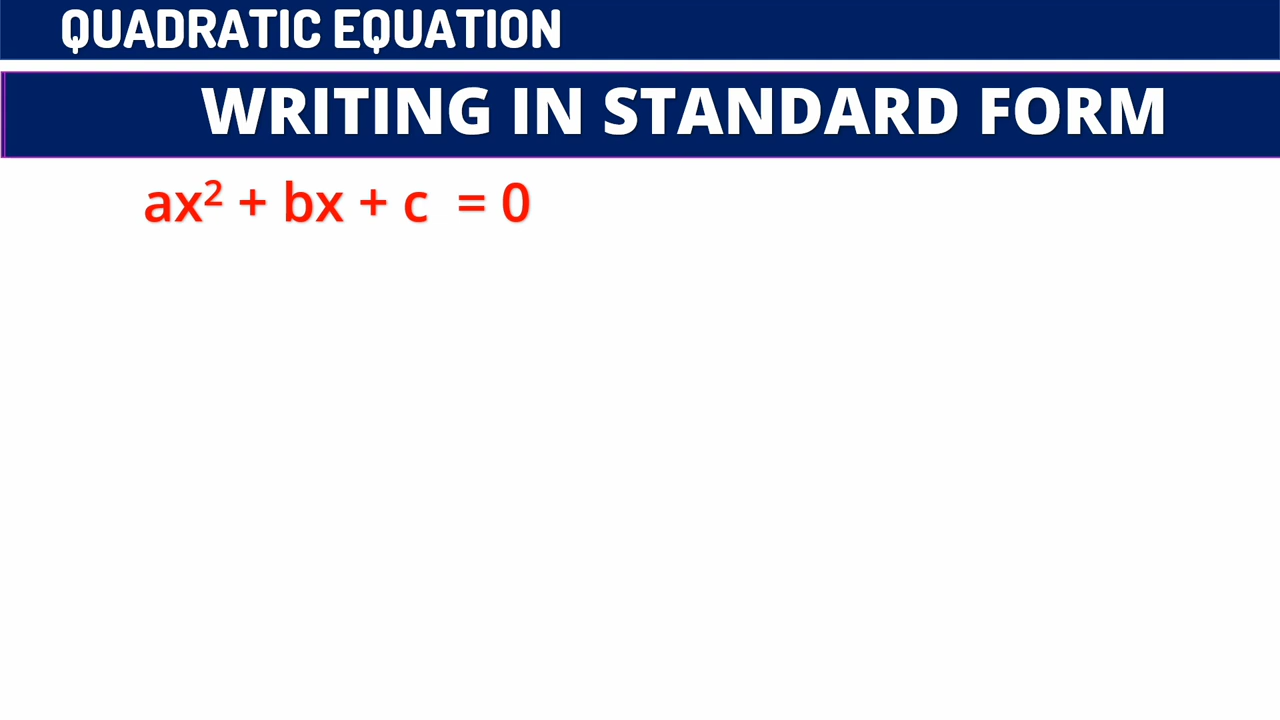 QUADRATIC EQUATION
WRITING IN STANDARD FORM
ax² + bx + c = 0